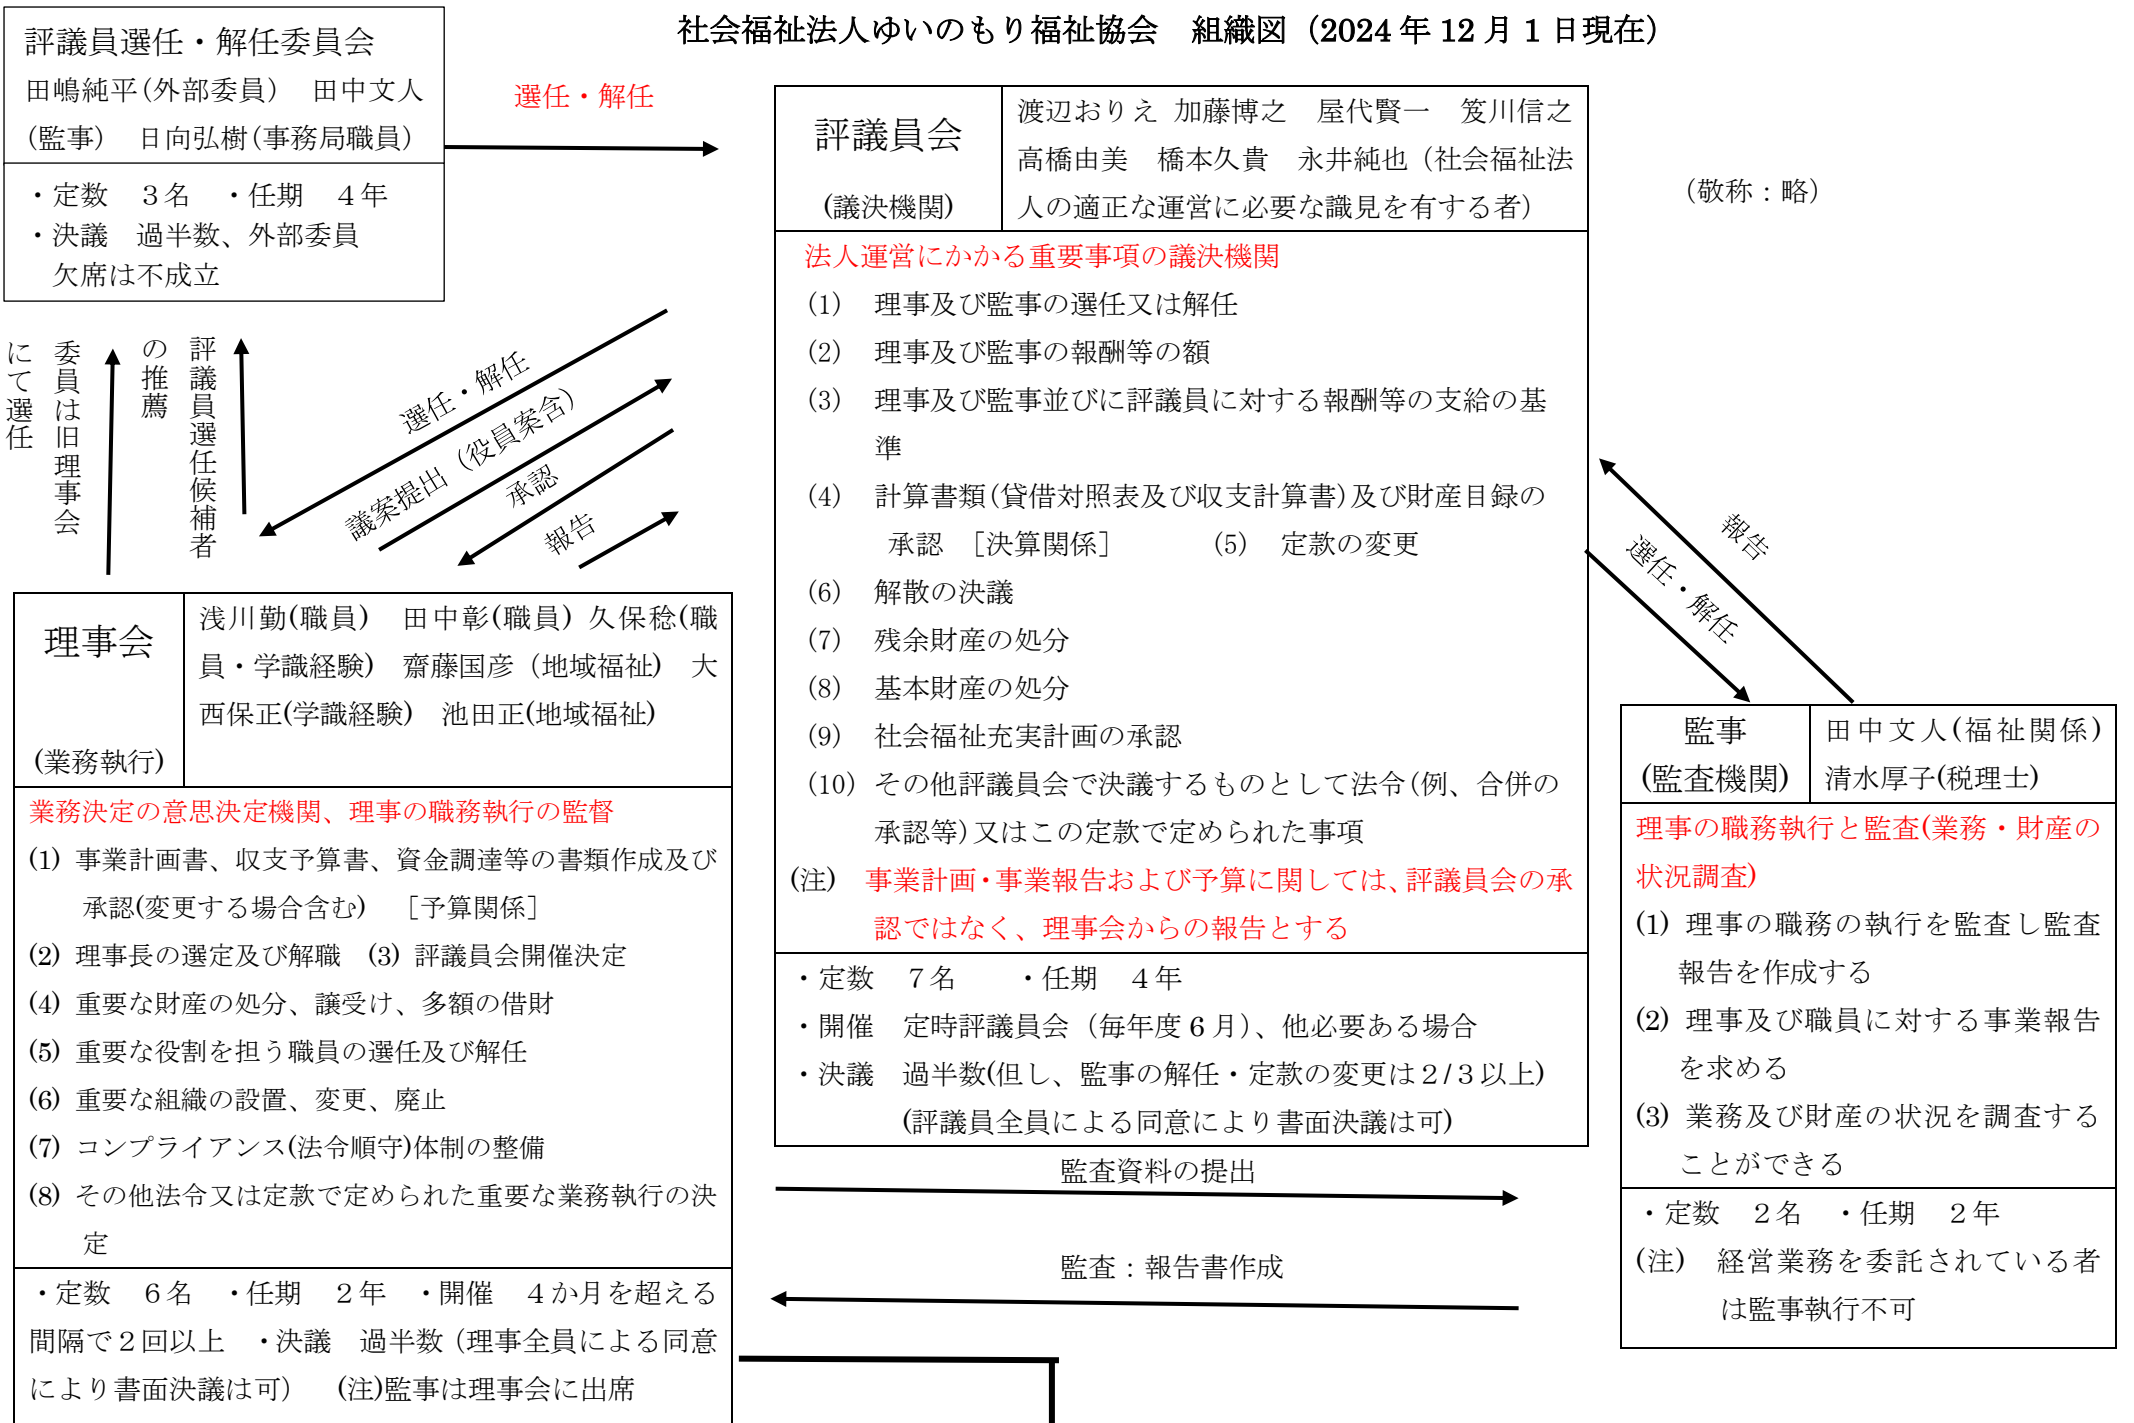 社会福祉法人ゆいのもり福祉協会　組織図（2024年12月1日現在）
評議員選任・解任委員会
田嶋純平(外部委員)　田中文人
(監事)　日向弘樹(事務局職員)
・定数　３名　・任期　４年
・決議　過半数、外部委員
欠席は不成立
選任・解任
評議員会
(議決機関)
渡辺おりえ 加藤博之　屋代賢一　笈川信之
高橋由美　橋本久貴　永井純也（社会福祉法
人の適正な運営に必要な識見を有する者）
（敬称：略）
法人運営にかかる重要事項の議決機関
(1)　理事及び監事の選任又は解任
(2)　理事及び監事の報酬等の額
(3)　理事及び監事並びに評議員に対する報酬等の支給の基
準
(4)　計算書類(貸借対照表及び収支計算書)及び財産目録の
承認　［決算関係］　　　(5)　定款の変更
(6)　解散の決議
(7)　残余財産の処分
(8)　基本財産の処分
(9)　社会福祉充実計画の承認
(10) その他評議員会で決議するものとして法令(例、合併の
承認等)又はこの定款で定められた事項
(注)　事業計画・事業報告および予算に関しては、評議員会の承
認ではなく、理事会からの報告とする
・定数　７名　　・任期　４年
・開催　定時評議員会（毎年度6月）、他必要ある場合
・決議　過半数(但し、監事の解任・定款の変更は２/３以上)
(評議員全員による同意により書面決議は可)
委員は旧理事会
にて選任
評議員選任候補者
の推薦
選任・解任
議案提出（役員案含）
承認
報告
報告
選任・解任
理事会
(業務執行)
浅川勤(職員)　田中彰(職員) 久保稔(職
員・学識経験)　齋藤国彦（地域福祉)　大
西保正(学識経験)　池田正(地域福祉)
業務決定の意思決定機関、理事の職務執行の監督
(1) 事業計画書、収支予算書、資金調達等の書類作成及び
承認(変更する場合含む)　［予算関係］
(2) 理事長の選定及び解職　(3) 評議員会開催決定
(4) 重要な財産の処分、譲受け、多額の借財
(5) 重要な役割を担う職員の選任及び解任
(6) 重要な組織の設置、変更、廃止
(7) コンプライアンス(法令順守)体制の整備
(8) その他法令又は定款で定められた重要な業務執行の決
定
・定数　６名　・任期　２年　・開催　４か月を超える
間隔で２回以上　・決議　過半数（理事全員による同意
により書面決議は可）　(注)監事は理事会に出席
監事
(監査機関)
田中文人(福祉関係)
清水厚子(税理士)
理事の職務執行と監査(業務・財産の
状況調査)
(1) 理事の職務の執行を監査し監査
報告を作成する
(2) 理事及び職員に対する事業報告
を求める
(3) 業務及び財産の状況を調査する
ことができる
・定数　２名　・任期　２年
(注)　経営業務を委託されている者
は監事執行不可
監査資料の提出
監査：報告書作成